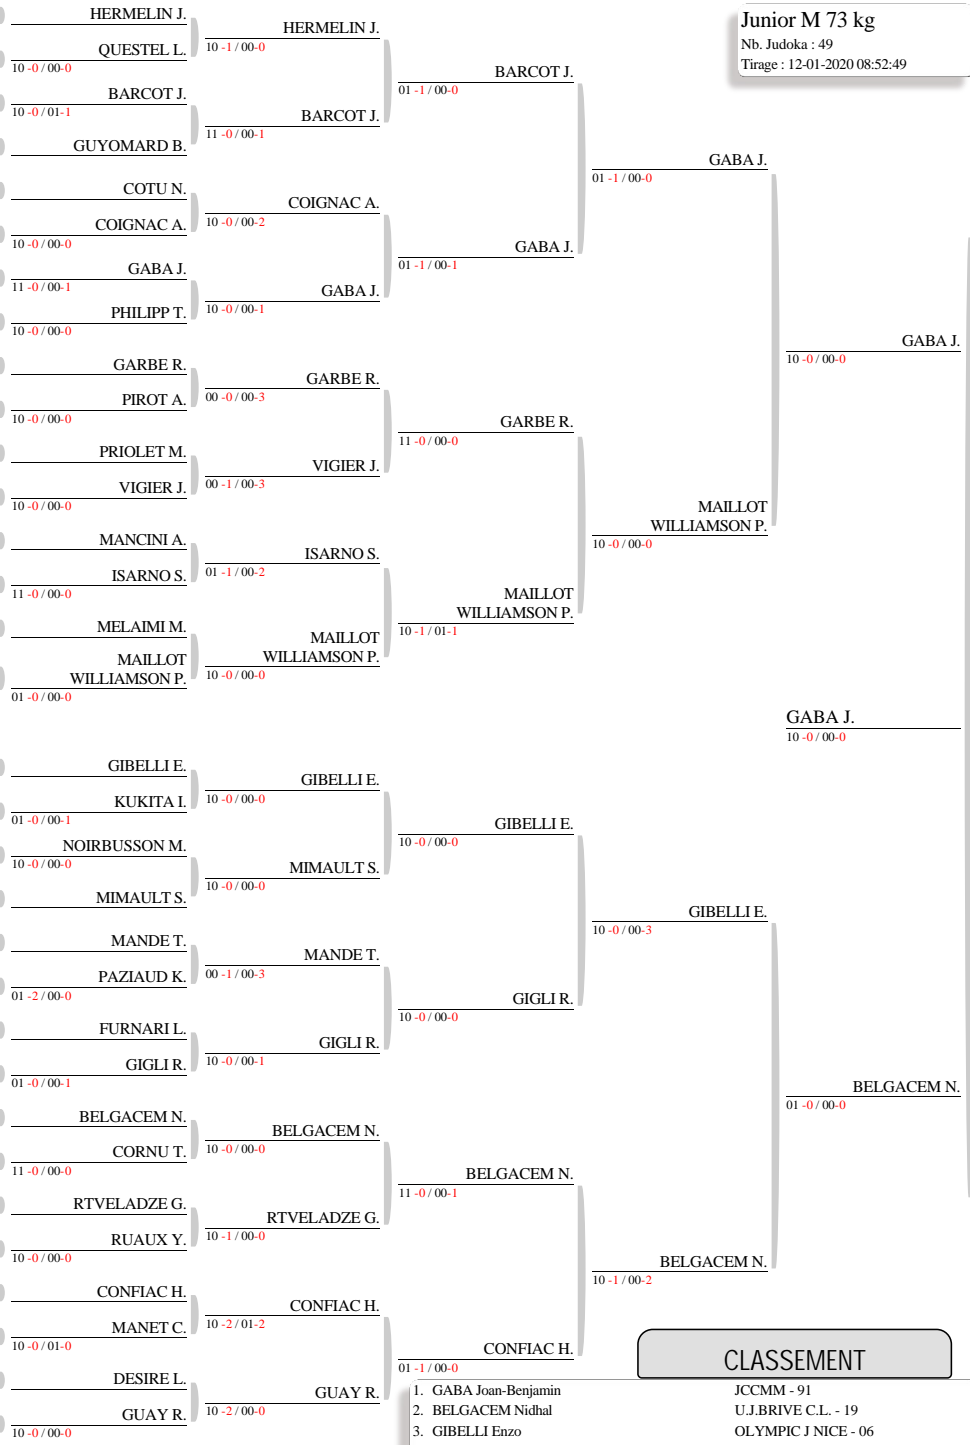 Junior M 73 kg
Nb. Judoka : 49
Tirage : 12-01-2020 08:52:49
HERMELIN J.
QUESTEL L.
10 -0 / 00-0
BARCOT J.
10 -0 / 01-1
GUYOMARD B.
COTU N.
COIGNAC A.
10 -0 / 00-0
GABA J.
11 -0 / 00-1
PHILIPP T.
10 -0 / 00-0
GARBE R.
PIROT A.
10 -0 / 00-0
PRIOLET M.
VIGIER J.
10 -0 / 00-0
MANCINI A.
ISARNO S.
11 -0 / 00-0
MELAIMI M.
MAILLOT
WILLIAMSON P.
01 -0 / 00-0
GIBELLI E.
KUKITA I.
01 -0 / 00-1
NOIRBUSSON M.
10 -0 / 00-0
MIMAULT S.
MANDE T.
PAZIAUD K.
01 -2 / 00-0
FURNARI L.
GIGLI R.
01 -0 / 00-1
BELGACEM N.
CORNU T.
11 -0 / 00-0
RTVELADZE G.
RUAUX Y.
10 -0 / 00-0
CONFIAC H.
MANET C.
10 -0 / 01-0
DESIRE L.
GUAY R.
10 -0 / 00-0
HERMELIN J.
10 -1 / 00-0
BARCOT J.
11 -0 / 00-1
COIGNAC A.
10 -0 / 00-2
GABA J.
10 -0 / 00-1
GARBE R.
00 -0 / 00-3
VIGIER J.
00 -1 / 00-3
ISARNO S.
01 -1 / 00-2
MAILLOT
WILLIAMSON P.
10 -0 / 00-0
GIBELLI E.
10 -0 / 00-0
MIMAULT S.
10 -0 / 00-0
MANDE T.
00 -1 / 00-3
GIGLI R.
10 -0 / 00-1
BELGACEM N.
10 -0 / 00-0
RTVELADZE G.
10 -1 / 00-0
CONFIAC H.
10 -2 / 01-2
GUAY R.
10 -2 / 00-0
BARCOT J.
01 -1 / 00-0
GABA J.
01 -1 / 00-1
GARBE R.
11 -0 / 00-0
MAILLOT
WILLIAMSON P.
10 -1 / 01-1
GIBELLI E.
10 -0 / 00-0
GIGLI R.
10 -0 / 00-0
BELGACEM N.
11 -0 / 00-1
CONFIAC H.
01 -1 / 00-0
GABA J.
01 -1 / 00-0
MAILLOT
WILLIAMSON P.
10 -0 / 00-0
GIBELLI E.
10 -0 / 00-3
BELGACEM N.
10 -1 / 00-2
GABA J.
10 -0 / 00-0
GABA J.
10 -0 / 00-0
BELGACEM N.
01 -0 / 00-0
CLASSEMENT
1. GABA Joan-Benjamin JCCMM - 91
2. BELGACEM Nidhal U.J.BRIVE C.L. - 19
3. GIBELLI Enzo OLYMPIC J NICE - 06